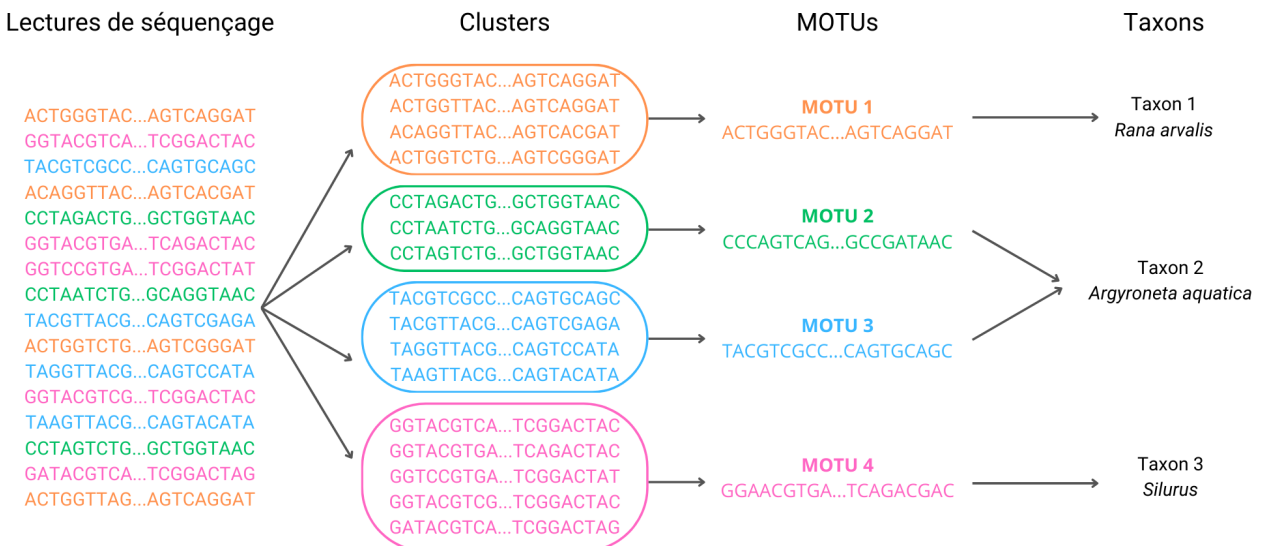 Lectures de séquençage
Clusters
MOTUs
Taxons
ACTGGGTAC...AGTCAGGAT
GGTACGTCA...TCGGACTAC
TACGTCGCC...CAGTGCAGC
ACAGGTTAC...AGTCACGAT
CCTAGACTG...GCTGGTAAC
GGTACGTGA...TCAGACTAC
GGTCCGTGA...TCGGACTAT
CCTAATCTG...GCAGGTAAC
TACGTTACG...CAGTCGAGA
ACTGGTCTG...AGTCGGGAT
TAGGTTACG...CAGTCCATA
GGTACGTCG...TCGGACTAC
TAAGTTACG...CAGTACATA
CCTAGTCTG...GCTGGTAAC
GATACGTCA...TCGGACTAG
ACTGGTTAG...AGTCAGGAT
ACTGGGTAC...AGTCAGGAT
ACTGGTTAC...AGTCAGGAT
ACAGGTTAC...AGTCACGAT
ACTGGTCTG...AGTCGGGAT
CCTAGACTG...GCTGGTAAC
CCTAATCTG...GCAGGTAAC
CCTAGTCTG...GCTGGTAAC
TACGTCGCC...CAGTGCAGC
TACGTTACG...CAGTCGAGA
TAGGTTACG...CAGTCCATA
TAAGTTACG...CAGTACATA
GGTACGTCA...TCGGACTAC
GGTACGTGA...TCAGACTAC
GGTCCGTGA...TCGGACTAT
GGTACGTCG...TCGGACTAC
GATACGTCA...TCGGACTAG
MOTU 1
ACTGGGTAC...AGTCAGGAT
MOTU 2
CCCAGTCAG...GCCGATAAC
MOTU 3
TACGTCGCC...CAGTGCAGC
MOTU 4
GGAACGTGA...TCAGACGAC
Taxon 1
Rana arvalis
Taxon 2
Argyroneta aquatica
Taxon 3
Silurus